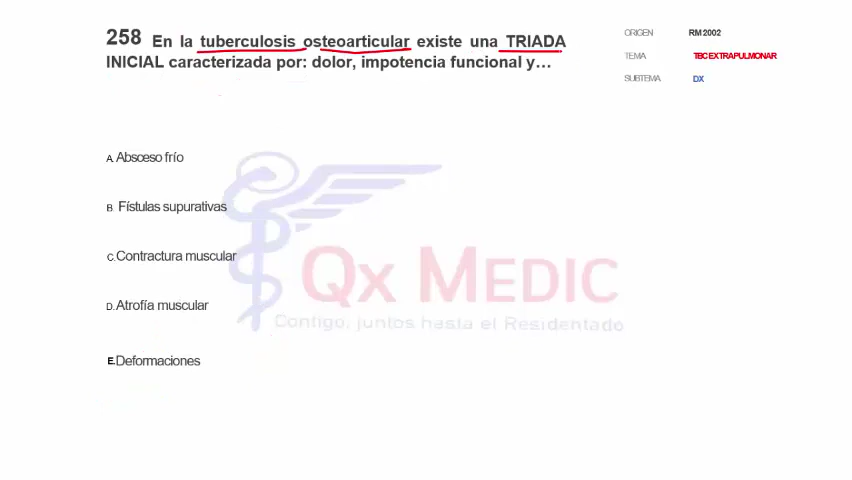 258 En la tuberculosis osteoarticular existe una TRIADA
INICIAL caracterizada por: dolor, impotencia funcional y…
ORIGEN RM 2002
TEMA TBC EXTRAPULMONAR
SUBTEMA DX
A. Absceso frío
B. Fístulas supurativas
C. Contractura muscular
D. Atrofía muscular
E. Deformaciones
Qx MEDIC
Contigo, juntos hasta el Residentado